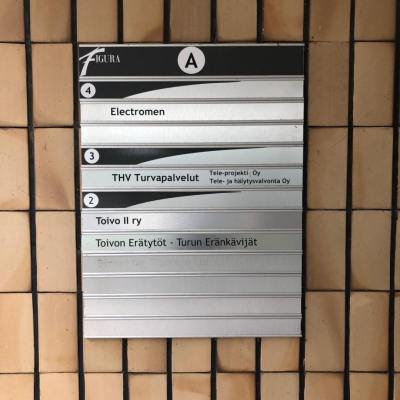 FIGURA
A
4
Electromen
3
THV Turvapalvelut Tele-projekti Oy
Tele- ja hälytysvalvonta Oy
2
Toivo II ry
Toivon Erätytöt - Turun Eränkävijät